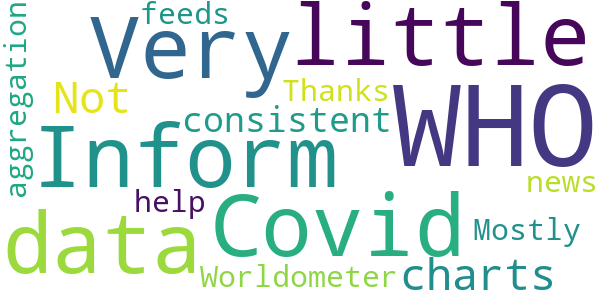 feeds
Very
little
aggregation
Not
Thanks
WHO
consistent
Inform
news
help
Covid
data
Mostly
Worldometer
charts